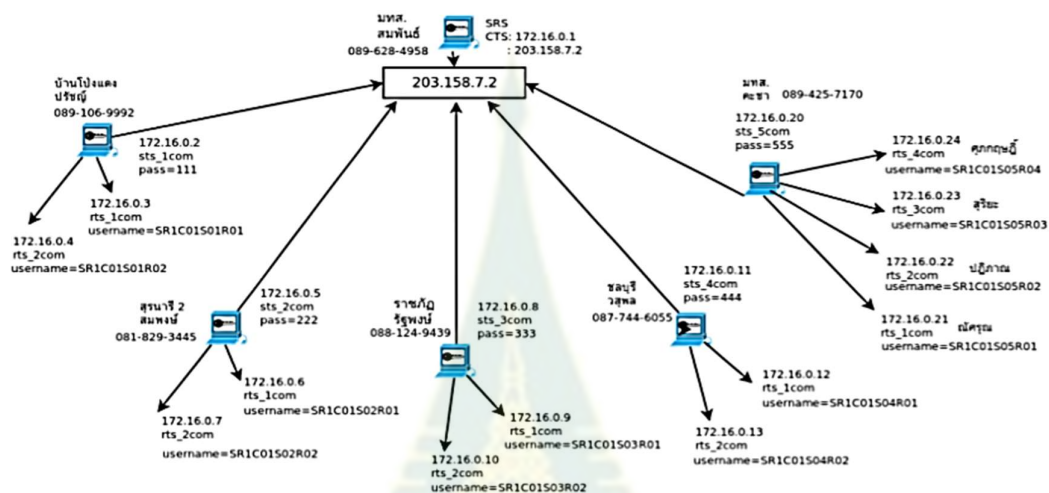 มทส.
สมพันธ์
089-628-4958
SRS
CTS: 172.16.0.1
: 203.158.7.2
203.158.7.2
บ้านโป่งแดง
ปรัชญ์
089-106-9992
172.16.0.2
sts_1com
pass=111
172.16.0.3
rts_1com
username=SR1C01S01R01
172.16.0.4
rts_2com
username=SR1C01S01R02
สุรนารี 2
สมพงษ์
081-829-3445
172.16.0.5
sts_2com
pass=222
172.16.0.6
rts_1com
username=SR1C01S02R01
172.16.0.7
rts_2com
username=SR1C01S02R02
ราชภัฏ
รัฐพงษ์
088-124-9439
172.16.0.8
sts_3com
pass=333
172.16.0.9
rts_1com
username=SR1C01S03R01
172.16.0.10
rts_2com
username=SR1C01S03R02
ชลบุรี
วสุพล
087-744-6055
172.16.0.11
sts_4com
pass=444
172.16.0.12
rts_1com
username=SR1C01S04R01
172.16.0.13
rts_2com
username=SR1C01S04R02
มทส.
คะชา 089-425-7170
172.16.0.20
sts_5com
pass=555
172.16.0.24
rts_4com ศุภกฤษฎิ์
username=SR1C01S05R04
172.16.0.23
rts_3com สุริยะ
username=SR1C01S05R03
172.16.0.22
rts_2com ปฏิภาณ
username=SR1C01S05R02
172.16.0.21
rts_1com ณัศรุณ
username=SR1C01S05R01